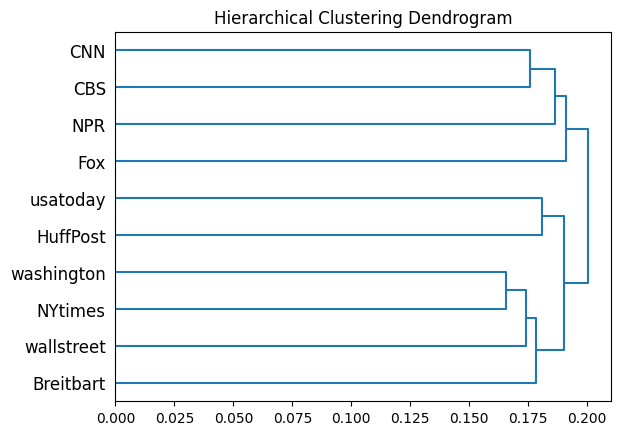 Hierarchical Clustering Dendrogram
CNN
CBS
NPR
Fox
usatoday
HuffPost
washington
NYtimes
wallstreet
Breitbart
0.000 0.025 0.050 0.075 0.100 0.125 0.150 0.175 0.200